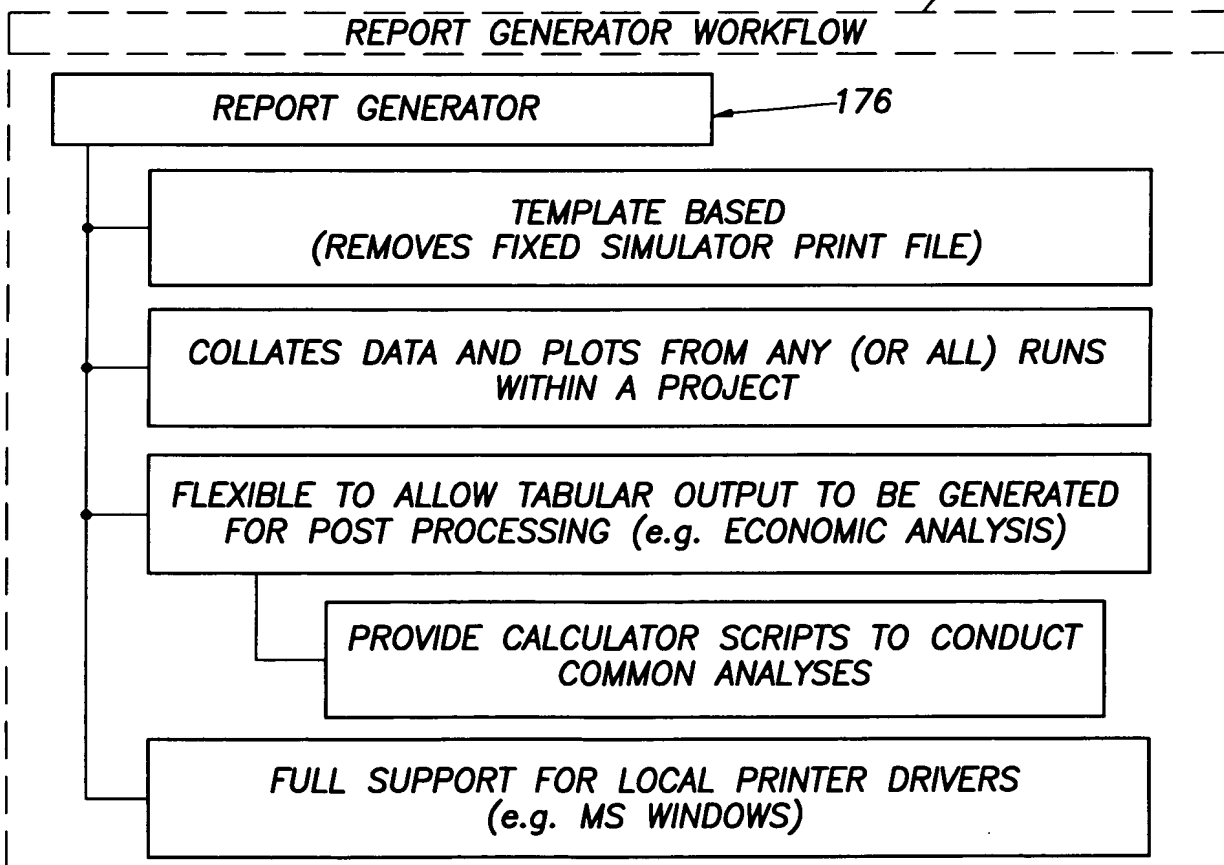 REPORT GENERATOR WORKFLOW
REPORT GENERATOR
176
TEMPLATE BASED
(REMOVES FIXED SIMULATOR PRINT FILE)
COLLATES DATA AND PLOTS FROM ANY (OR ALL) RUNS
WITHIN A PROJECT
FLEXIBLE TO ALLOW TABULAR OUTPUT TO BE GENERATED
FOR POST PROCESSING (e.g. ECONOMIC ANALYSIS)
PROVIDE CALCULATOR SCRIPTS TO CONDUCT
COMMON ANALYSES
FULL SUPPORT FOR LOCAL PRINTER DRIVERS
(e.g. MS WINDOWS)